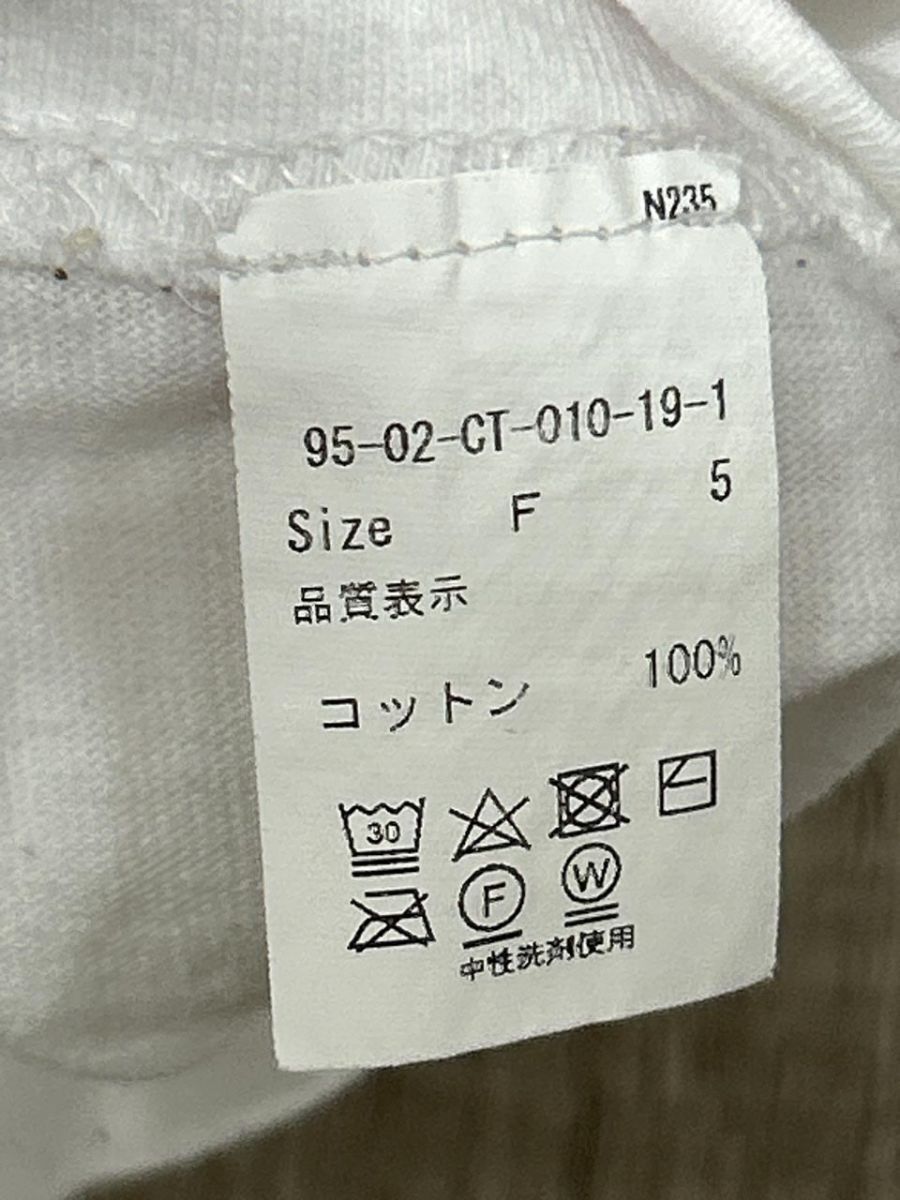 N235
95-02-CT-010-19-1
Size F 5
品質表示
コットン 100%
30
F W
中性洗剤使用